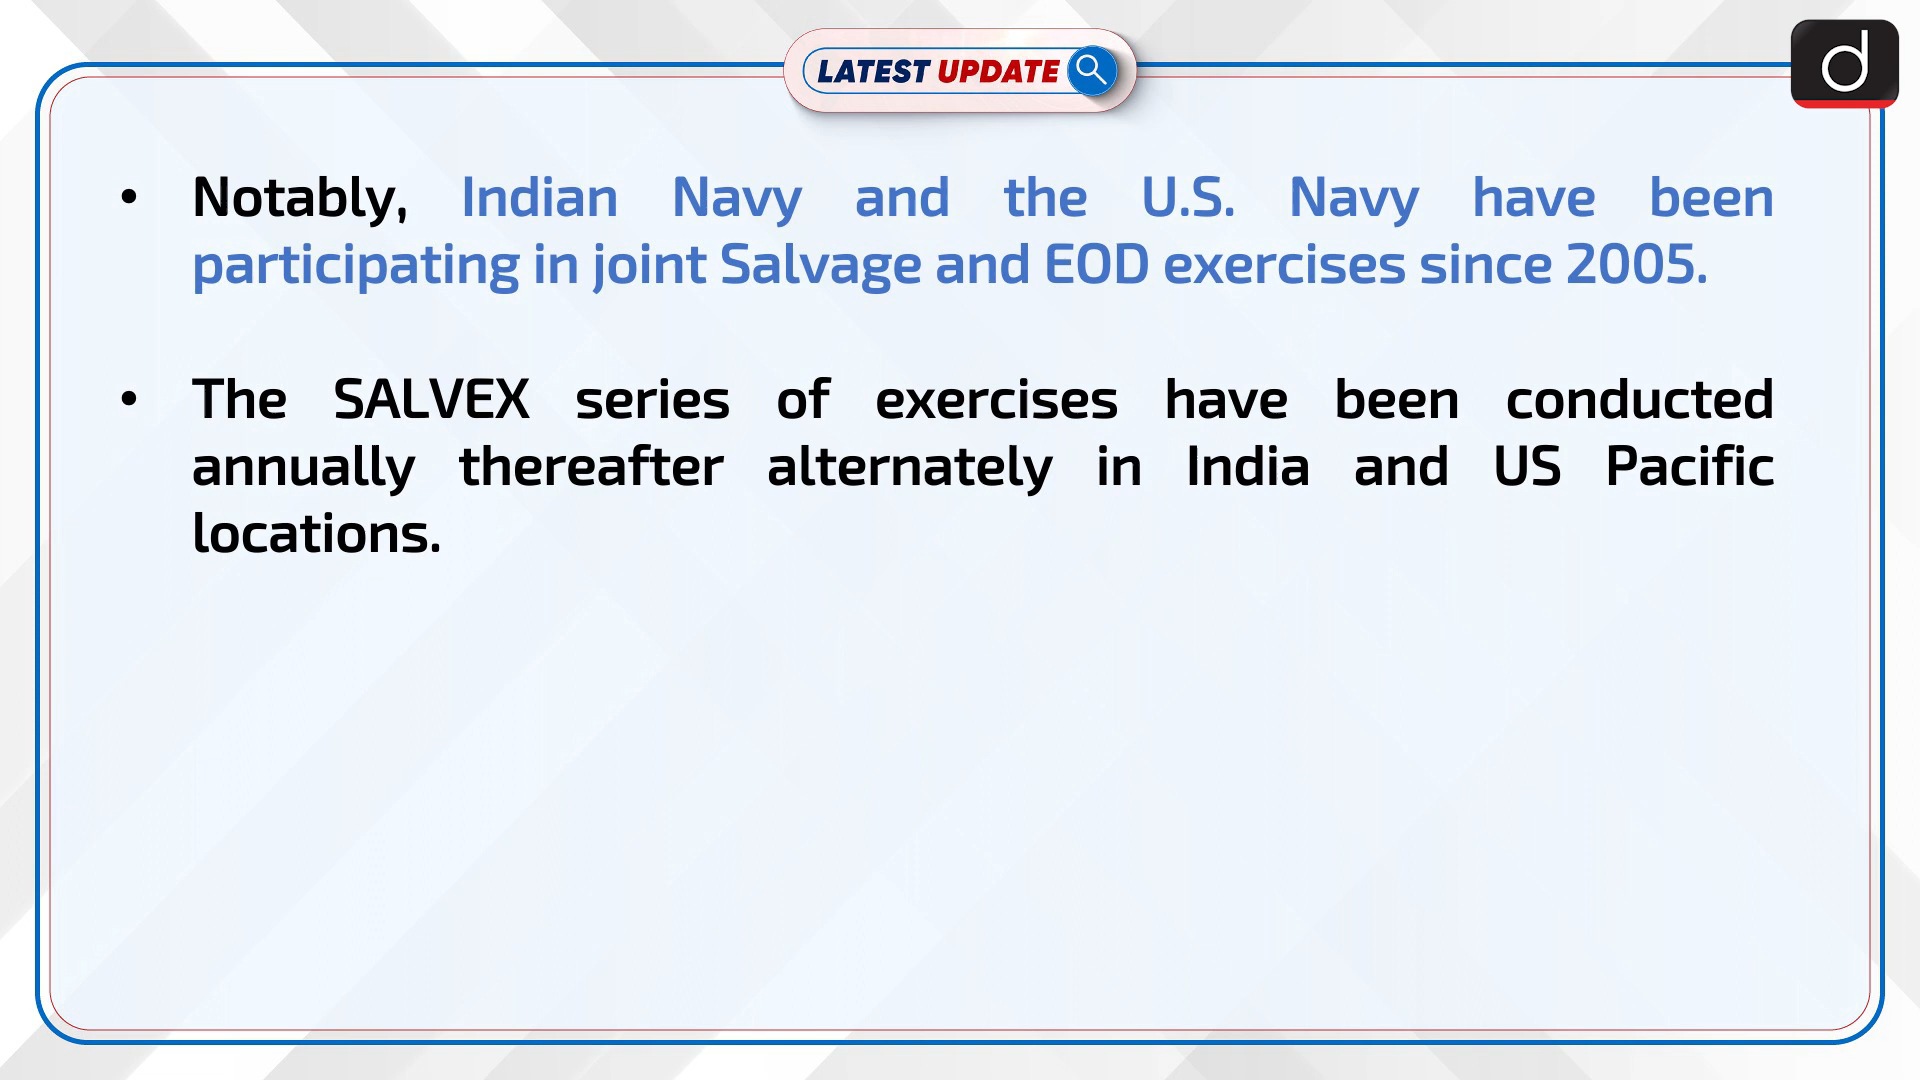 LATEST UPDATE
d
• Notably, Indian Navy and the U.S. Navy have been
participating in joint Salvage and EOD exercises since 2005.
• The SALVEX series of exercises have been conducted
annually thereafter alternately in India and US Pacific
locations.